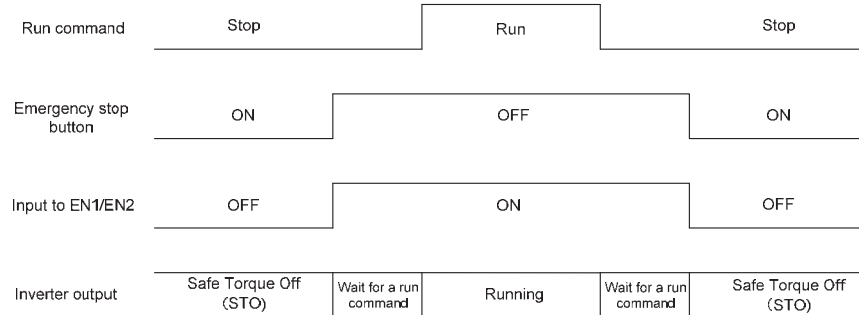 Run command Stop Run Stop
Emergency stop
button
ON OFF ON
Input to EN1/EN2 OFF ON OFF
Inverter output
Safe Torque Off
(STO)
Wait for a run
command
Running
Wait for a run
command
Safe Torque Off
(STO)